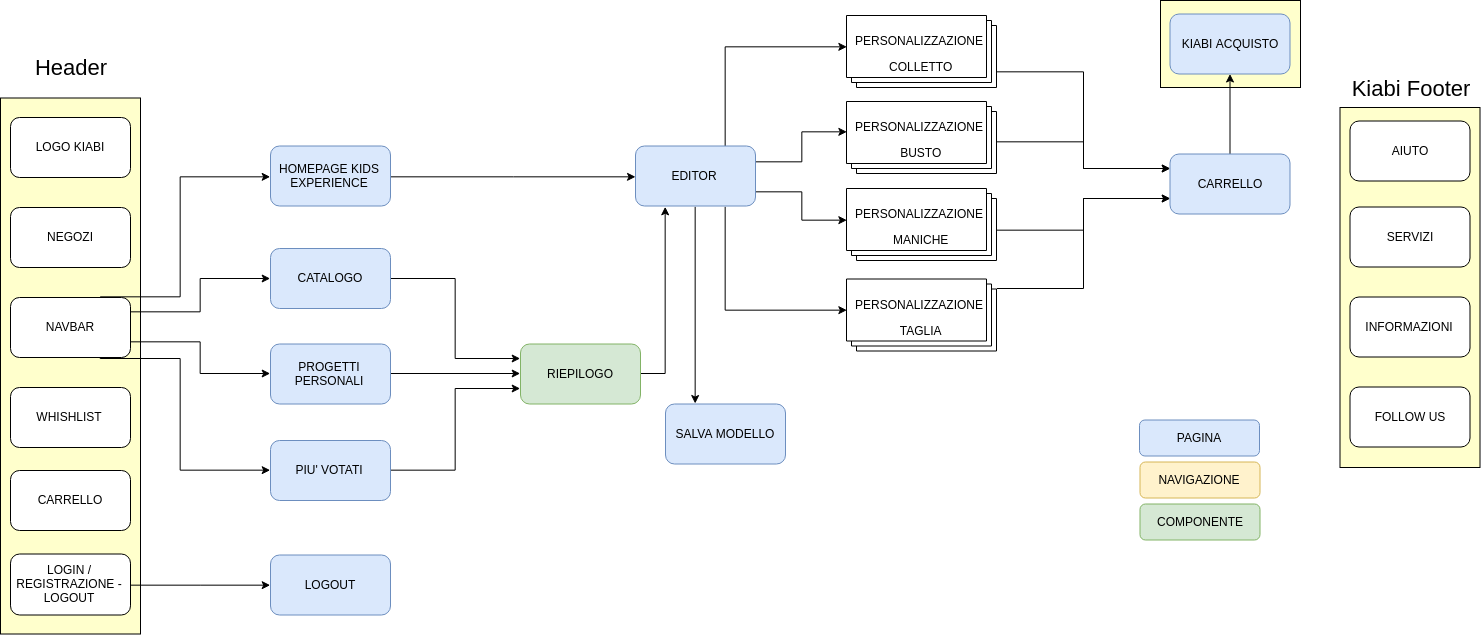 Header
LOGO KIABI
NEGOZI
NAVBAR
WHISHLIST
CARRELLO
LOGIN /
REGISTRAZIONE -
LOGOUT
HOMEPAGE KIDS
EXPERIENCE
CATALOGO
PROGETTI
PERSONALI
PIU' VOTATI
LOGOUT
RIEPILOGO
EDITOR
SALVA MODELLO
PERSONALIZZAZIONE
COLLETTO
PERSONALIZZAZIONE
BUSTO
PERSONALIZZAZIONE
MANICHE
PERSONALIZZAZIONE
TAGLIA
KIABI ACQUISTO
CARRELLO
PAGINA
NAVIGAZIONE
COMPONENTE
Kiabi Footer
AIUTO
SERVIZI
INFORMAZIONI
FOLLOW US